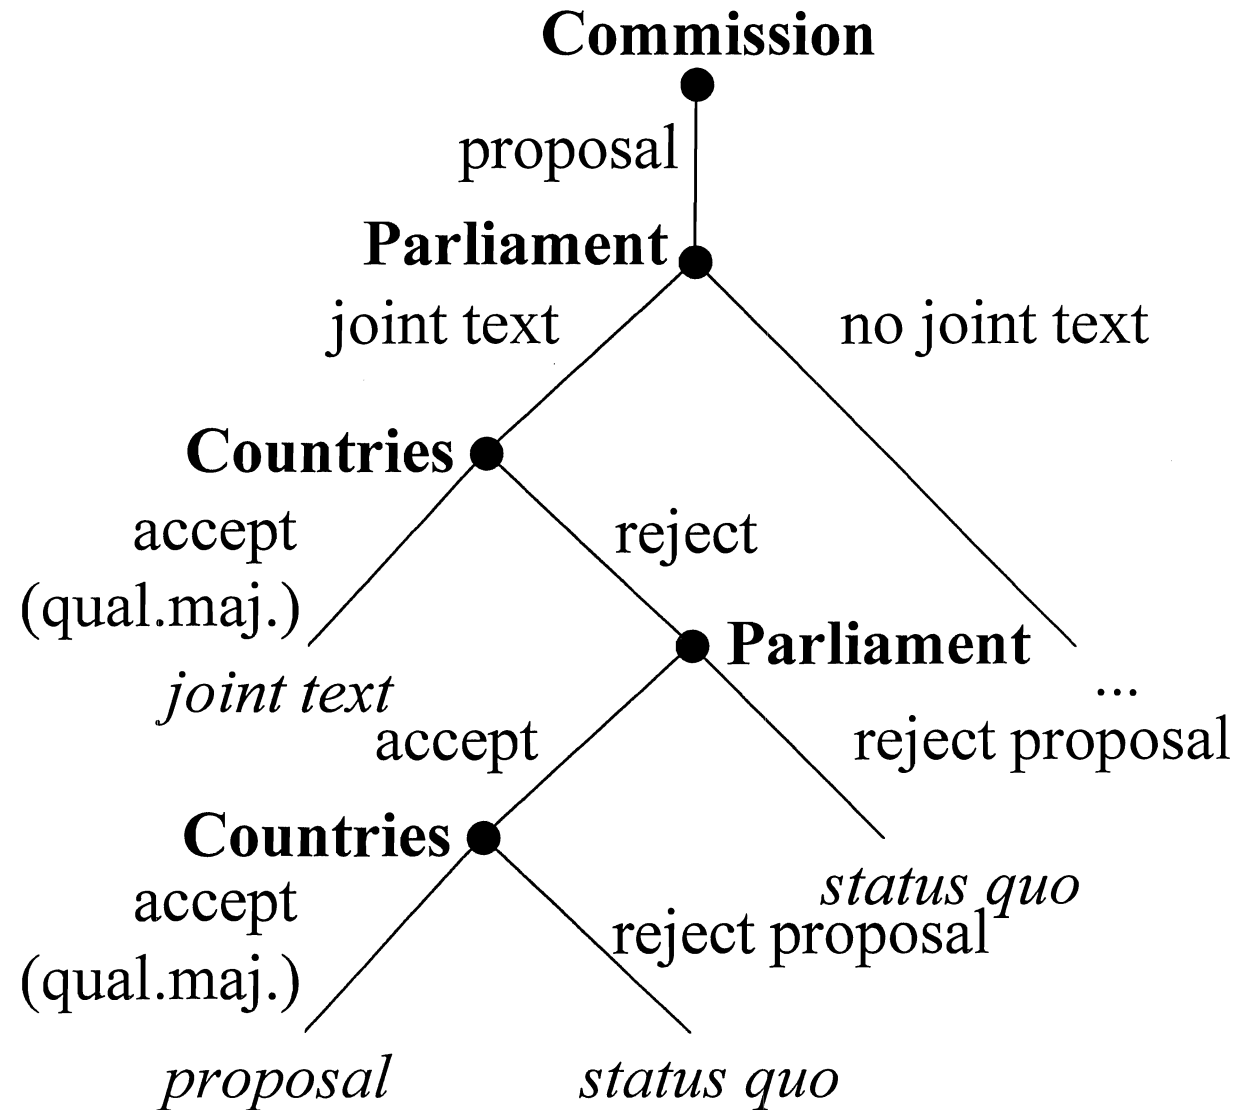 Commission
proposal
Parliament
joint text
no joint text
Countries
accept
(qual.maj.)
reject
joint text
Parliament
...
accept
reject proposal
Countries
accept
(qual.maj.)
status quo
reject proposal
proposal
status quo